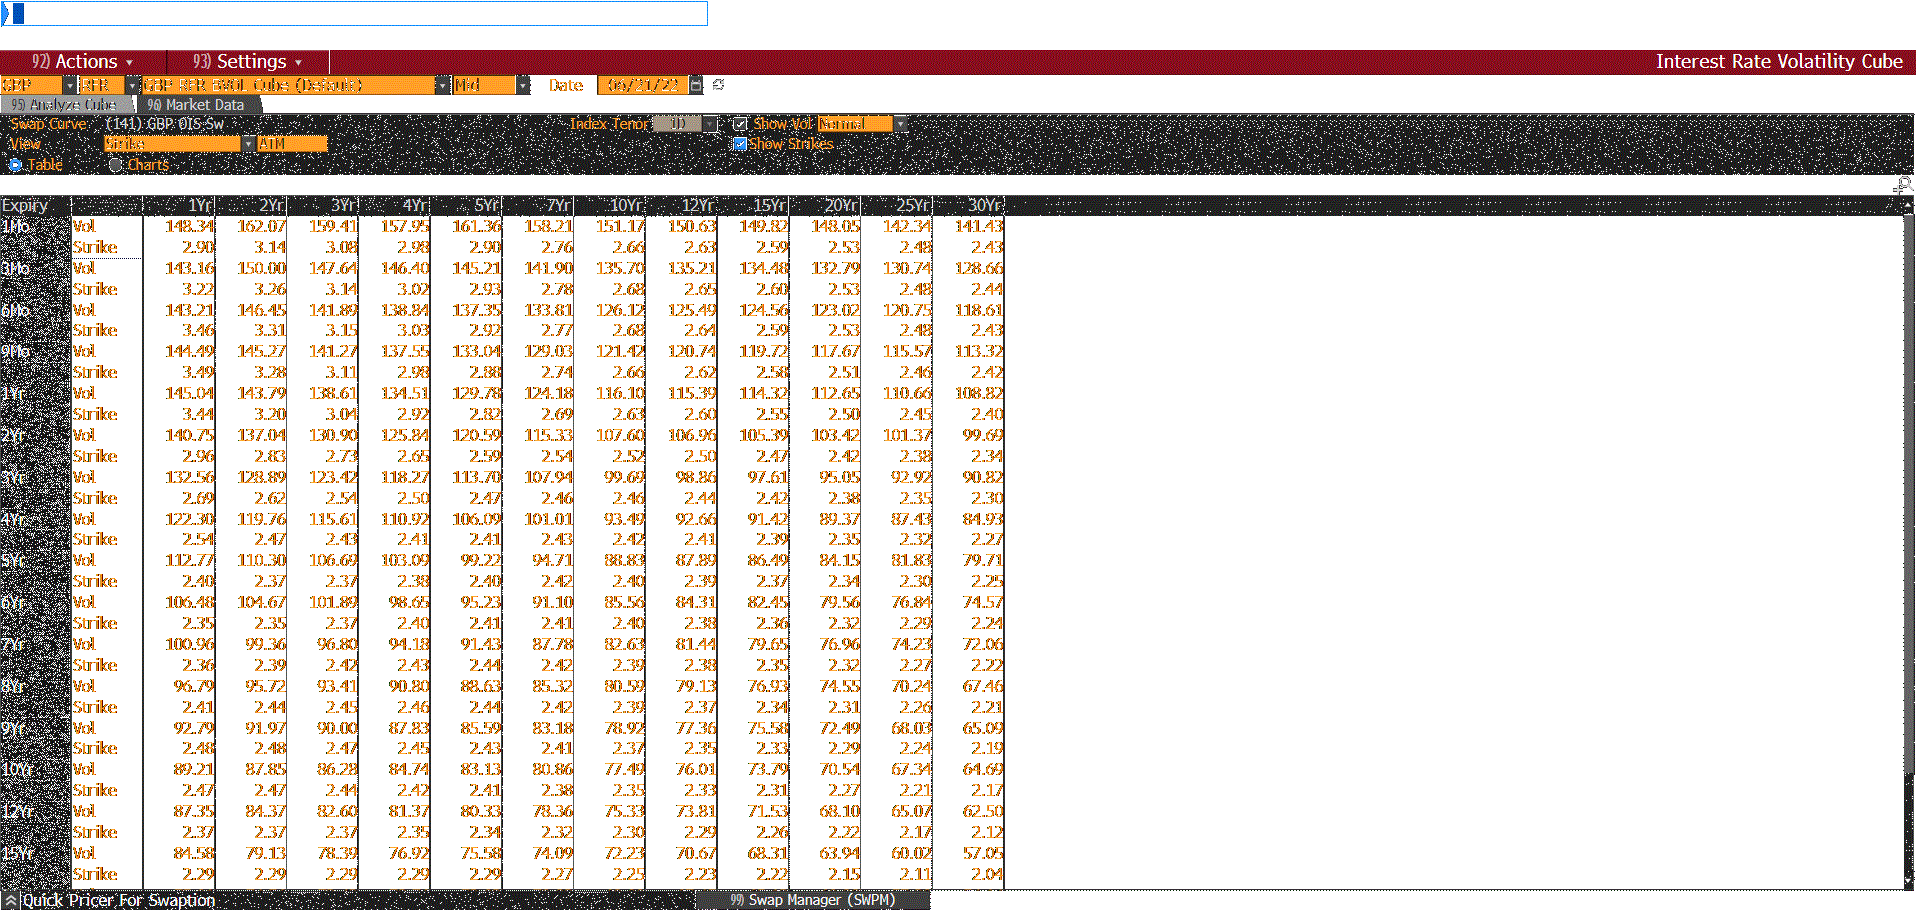 92) Actions 93) Settings Interest Rate Volatility Cube
GBP RFR GBP RFR BVOL Cube (Default) Mid Date 06/21/22
95) Analyze Cube 96) Market Data
Swap Curve (141) GBP OIS Sw Index Tenor 1D Show Vol Normal
View Strike ATM Show Strikes
Table Charts
Expiry 1Yr 2Yr 3Yr 4Yr 5Yr 7Yr 10Yr 12Yr 15Yr 20Yr 25Yr 30Yr
1Mo Vol 148.34 162.07 159.41 157.95 161.36 158.21 151.17 150.63 149.82 148.05 142.34 141.43
Strike 2.90 3.14 3.08 2.98 2.90 2.76 2.66 2.63 2.59 2.53 2.48 2.43
3Mo Vol 143.16 150.00 147.64 146.40 145.21 141.90 135.70 135.21 134.48 132.79 130.74 128.66
Strike 3.22 3.26 3.14 3.02 2.93 2.78 2.68 2.65 2.60 2.53 2.48 2.44
6Mo Vol 143.21 146.45 141.89 138.84 137.35 133.81 126.12 125.49 124.56 123.02 120.75 118.61
Strike 3.46 3.31 3.15 3.03 2.92 2.77 2.68 2.64 2.59 2.53 2.48 2.43
9Mo Vol 144.49 145.27 141.27 137.55 133.04 129.03 121.42 120.74 119.72 117.67 115.57 113.32
Strike 3.49 3.28 3.11 2.98 2.88 2.74 2.66 2.62 2.58 2.51 2.46 2.42
1Yr Vol 145.04 143.79 138.61 134.51 129.78 124.18 116.10 115.39 114.32 112.65 110.66 108.82
Strike 3.44 3.20 3.04 2.92 2.82 2.69 2.63 2.60 2.55 2.50 2.45 2.40
2Yr Vol 140.75 137.04 130.90 125.84 120.59 115.33 107.60 106.96 105.39 103.42 101.37 99.69
Strike 2.96 2.83 2.73 2.65 2.59 2.54 2.52 2.50 2.47 2.42 2.38 2.34
3Yr Vol 132.56 128.89 123.42 118.27 113.70 107.94 99.69 98.86 97.61 95.05 92.92 90.82
Strike 2.69 2.62 2.54 2.50 2.47 2.46 2.46 2.44 2.42 2.38 2.35 2.30
4Yr Vol 122.30 119.76 115.61 110.92 106.09 101.01 93.49 92.66 91.42 89.37 87.43 84.93
Strike 2.54 2.47 2.43 2.41 2.41 2.43 2.42 2.41 2.39 2.35 2.32 2.27
5Yr Vol 112.77 110.30 106.69 103.09 99.22 94.71 88.83 87.89 86.49 84.15 81.83 79.71
Strike 2.40 2.37 2.37 2.38 2.40 2.42 2.40 2.39 2.37 2.34 2.30 2.25
6Yr Vol 106.48 104.67 101.89 98.65 95.23 91.10 85.56 84.31 82.45 79.56 76.84 74.57
Strike 2.35 2.35 2.37 2.40 2.41 2.41 2.40 2.38 2.36 2.32 2.29 2.24
7Yr Vol 100.96 99.36 96.80 94.18 91.43 87.78 82.63 81.44 79.65 76.96 74.23 72.06
Strike 2.36 2.39 2.42 2.43 2.44 2.42 2.39 2.38 2.35 2.32 2.27 2.22
8Yr Vol 96.79 95.72 93.41 90.80 88.63 85.32 80.59 79.13 76.93 74.55 70.24 67.46
Strike 2.41 2.44 2.45 2.46 2.44 2.42 2.39 2.37 2.34 2.31 2.26 2.21
9Yr Vol 92.79 91.97 90.00 87.83 85.59 83.18 78.92 77.36 75.58 72.49 68.03 65.09
Strike 2.48 2.48 2.47 2.45 2.43 2.41 2.37 2.35 2.33 2.29 2.24 2.19
10Yr Vol 89.21 87.85 86.28 84.74 83.13 80.86 77.49 76.01 73.79 70.54 67.34 64.69
Strike 2.47 2.47 2.44 2.42 2.41 2.38 2.35 2.33 2.31 2.27 2.21 2.17
12Yr Vol 87.35 84.37 82.60 81.37 80.33 78.36 75.33 73.81 71.53 68.10 65.07 62.50
Strike 2.37 2.37 2.37 2.35 2.34 2.32 2.30 2.29 2.26 2.22 2.17 2.12
15Yr Vol 84.58 79.13 78.39 76.92 75.58 74.09 72.23 70.67 68.31 63.94 60.02 57.05
Strike 2.29 2.29 2.29 2.29 2.29 2.27 2.25 2.23 2.22 2.15 2.11 2.04
Quick Pricer For Swaption 99) Swap Manager (SWPM)